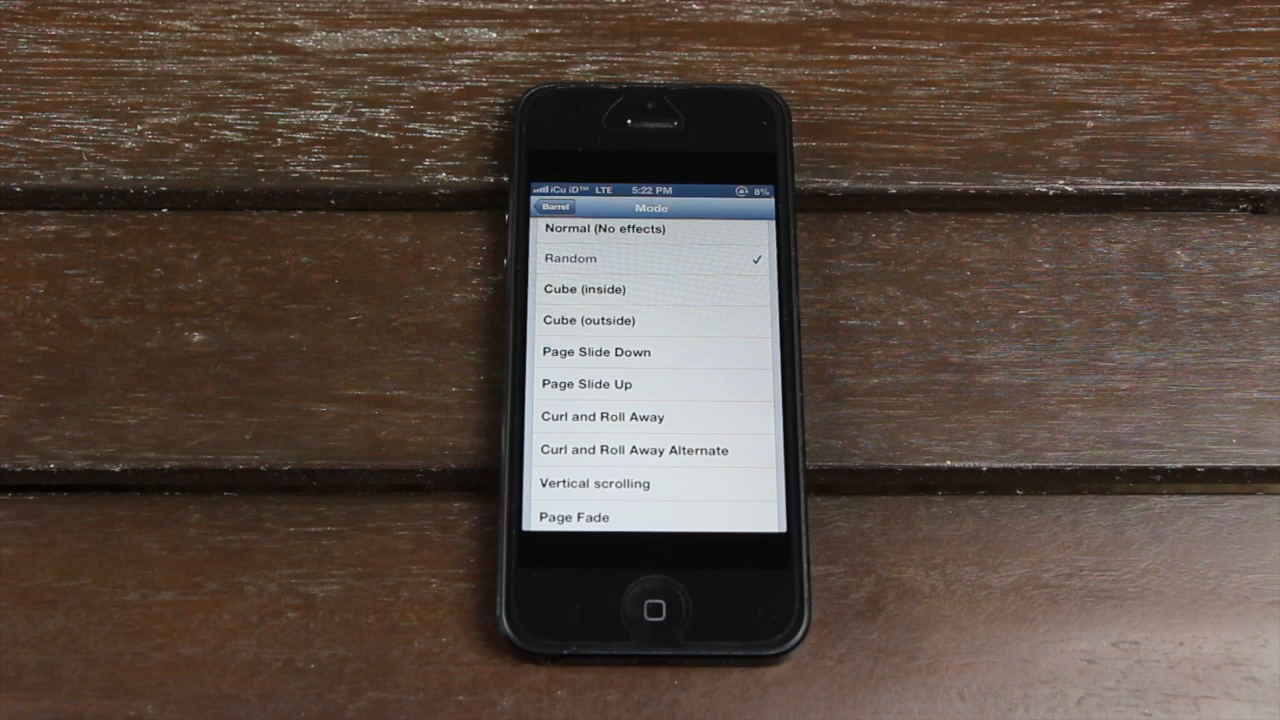 iCu iD™ LTE 5:22 PM 8%
Barrel Mode
Normal (No effects)
Random ✓
Cube (inside)
Cube (outside)
Page Slide Down
Page Slide Up
Curl and Roll Away
Curl and Roll Away Alternate
Vertical scrolling
Page Fade